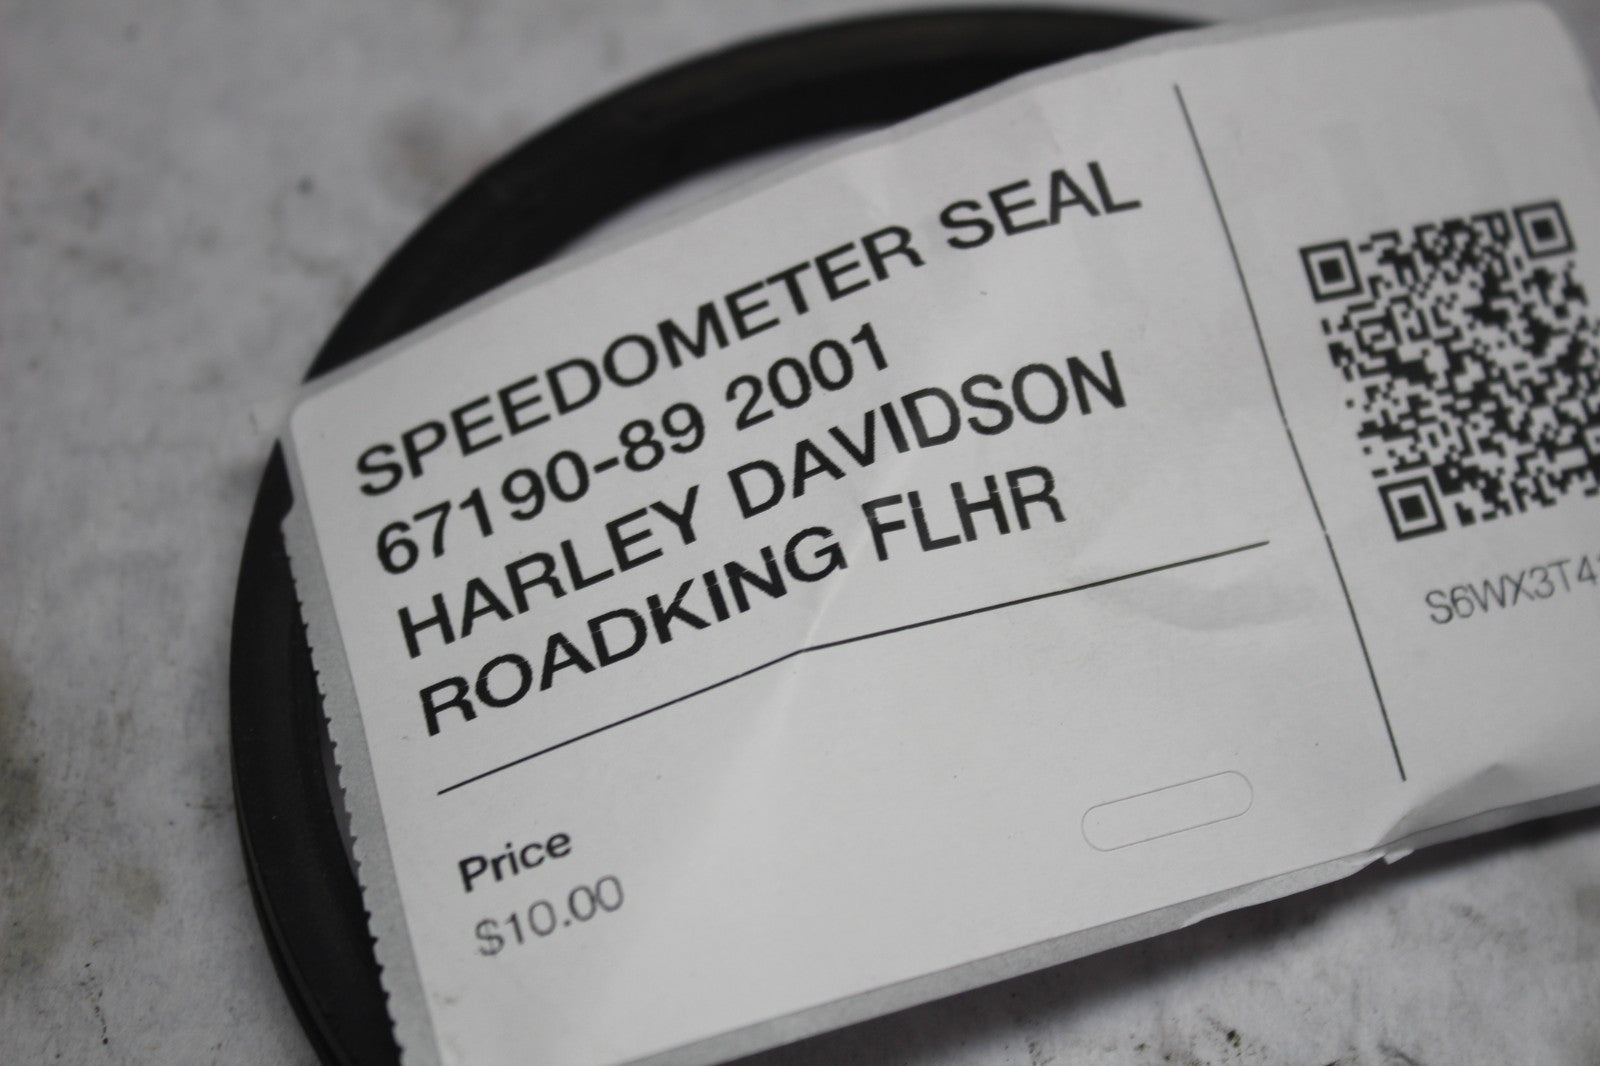 SPEEDOMETER SEAL
67190-89 2001
HARLEY DAVIDSON
ROADKING FLHR
Price
$10.00